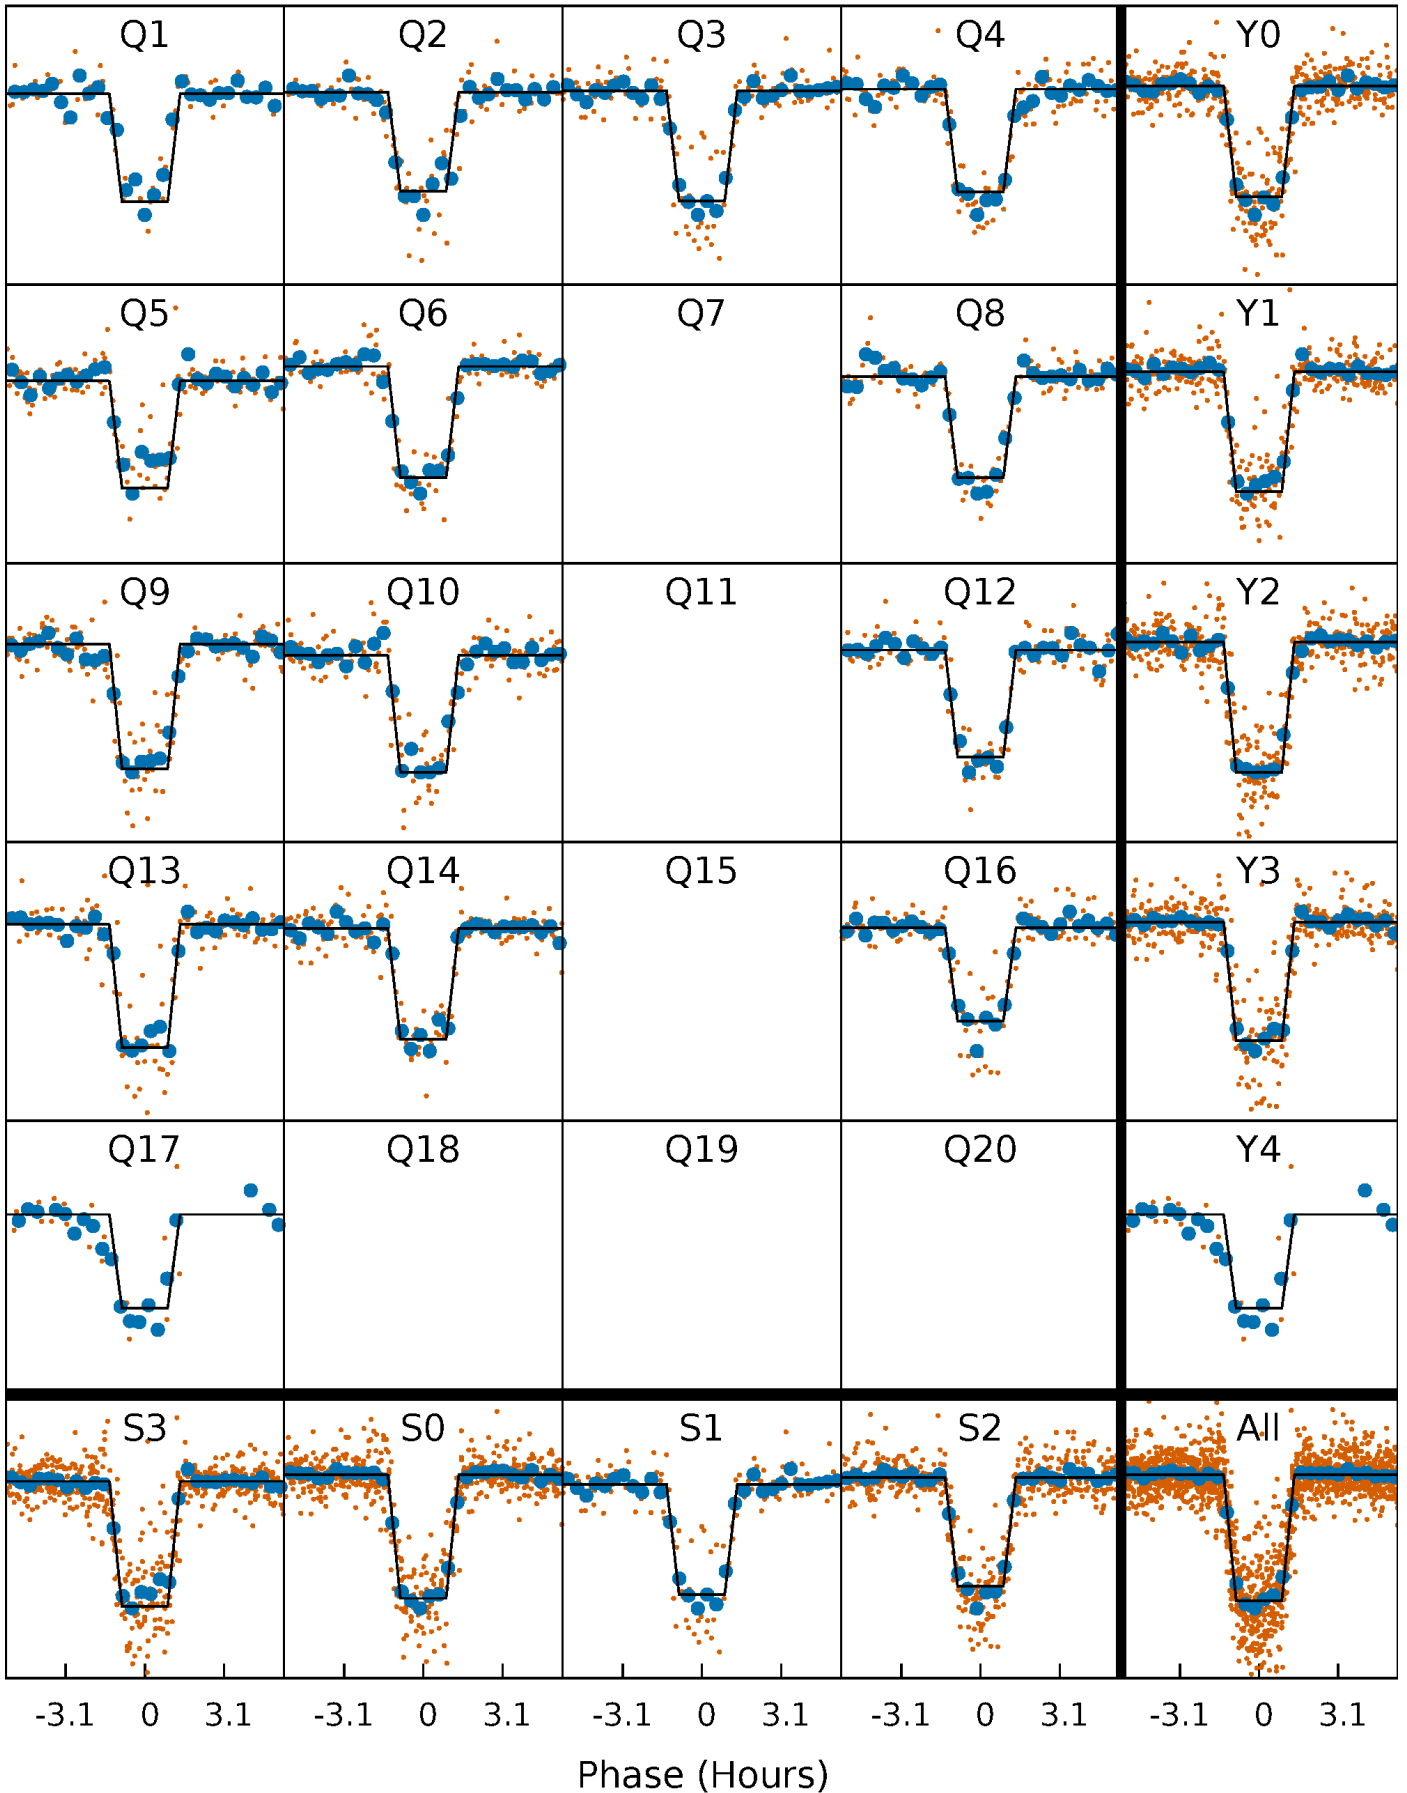 Q1 Q2 Q3 Q4 Y0
Q5 Q6 Q7 Q8 Y1
Q9 Q10 Q11 Q12 Y2
Q13 Q14 Q15 Q16 Y3
Q17 Q18 Q19 Q20 Y4
S3 S0 S1 S2 All
-3.1 0 3.1 -3.1 0 3.1 -3.1 0 3.1 -3.1 0 3.1 -3.1 0 3.1
Phase (Hours)